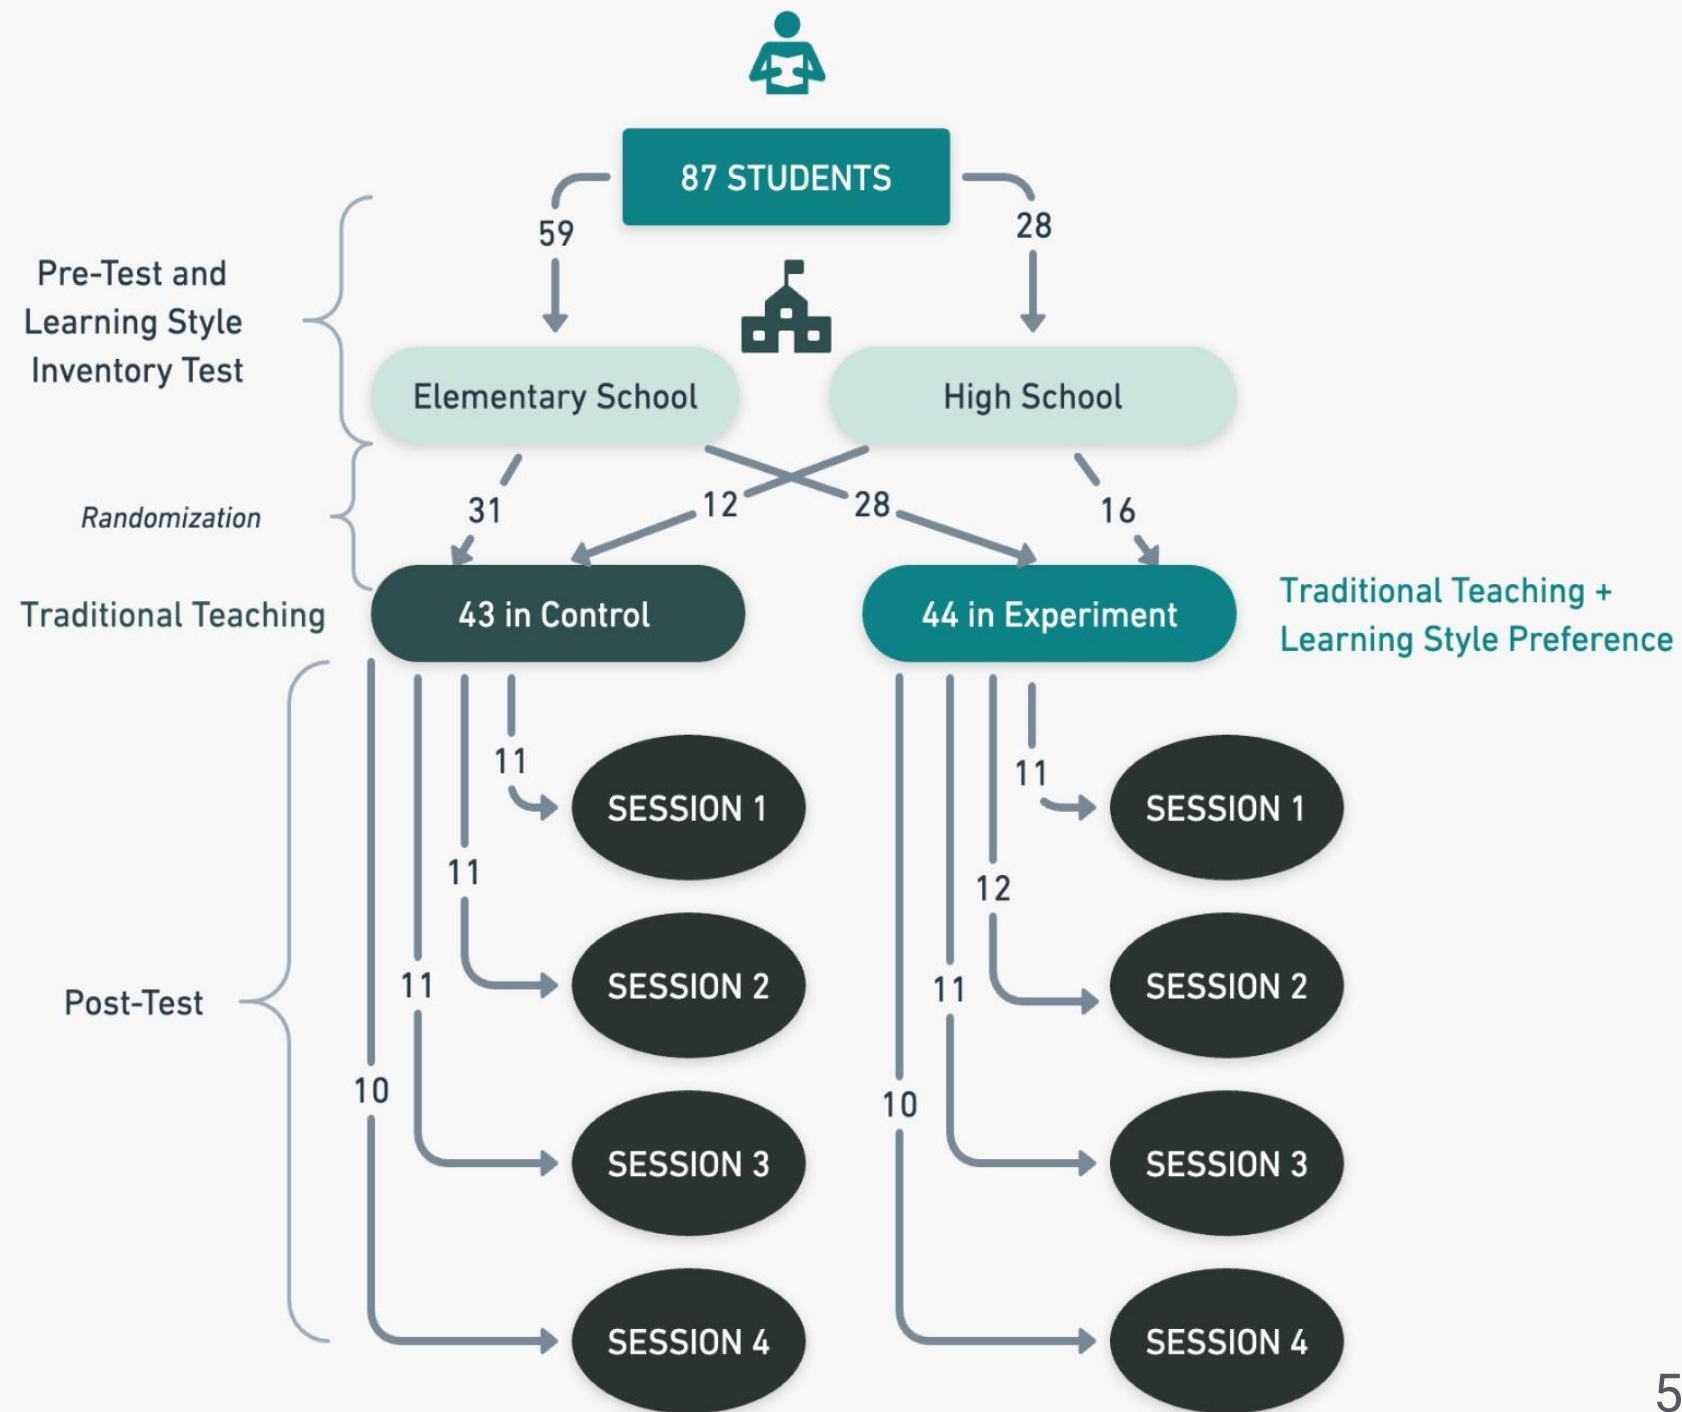 87 STUDENTS
59
28
Pre-Test and
Learning Style
Inventory Test
Elementary School
High School
Randomization
31
12
28
16
Traditional Teaching
43 in Control
44 in Experiment
Traditional Teaching +
Learning Style Preference
Post-Test
11
SESSION 1
11
SESSION 2
11
SESSION 3
10
SESSION 4
11
SESSION 1
12
SESSION 2
11
SESSION 3
10
SESSION 4
5